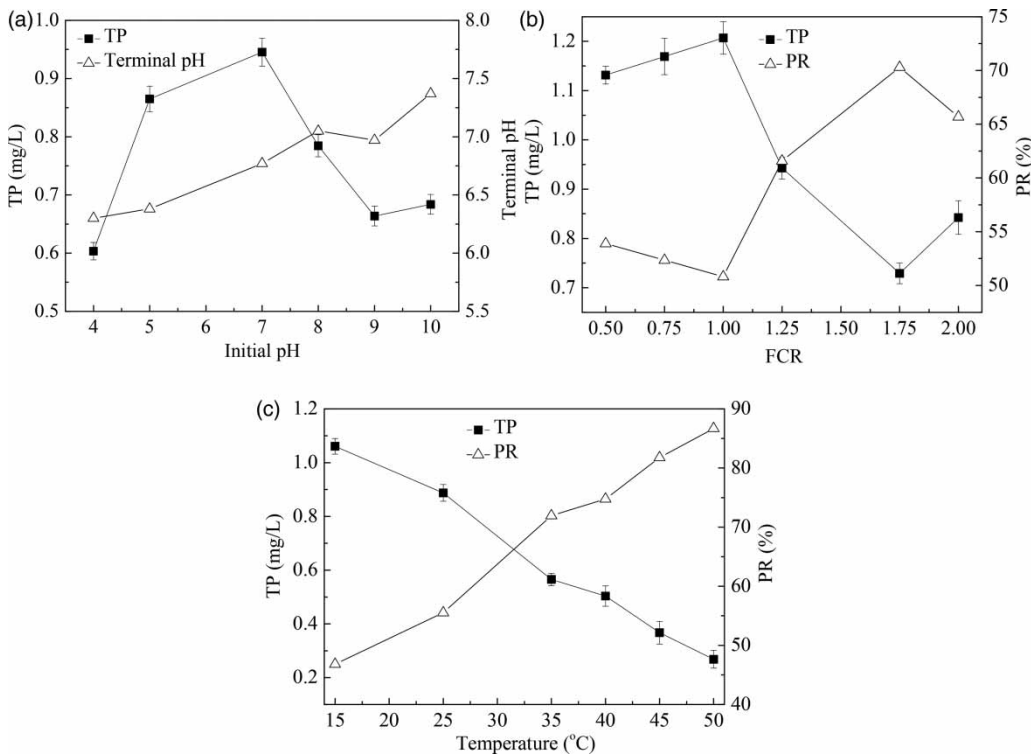 (a)
TP
Terminal pH
TP (mg/L)
1.0
0.9
0.8
0.7
0.6
0.5
8.0
7.5
7.0
6.5
6.0
5.5
Terminal pH
4 5 6 7 8 9 10
Initial pH
(b)
TP
PR
TP (mg/L)
1.2
1.1
1.0
0.9
0.8
0.7
75
70
65
60
55
50
PR (%)
0.50 0.75 1.00 1.25 1.50 1.75 2.00
FCR
(c)
TP
PR
TP (mg/L)
1.2
1.0
0.8
0.6
0.4
0.2
90
80
70
60
50
40
PR (%)
15 20 25 30 35 40 45 50
Temperature (°C)